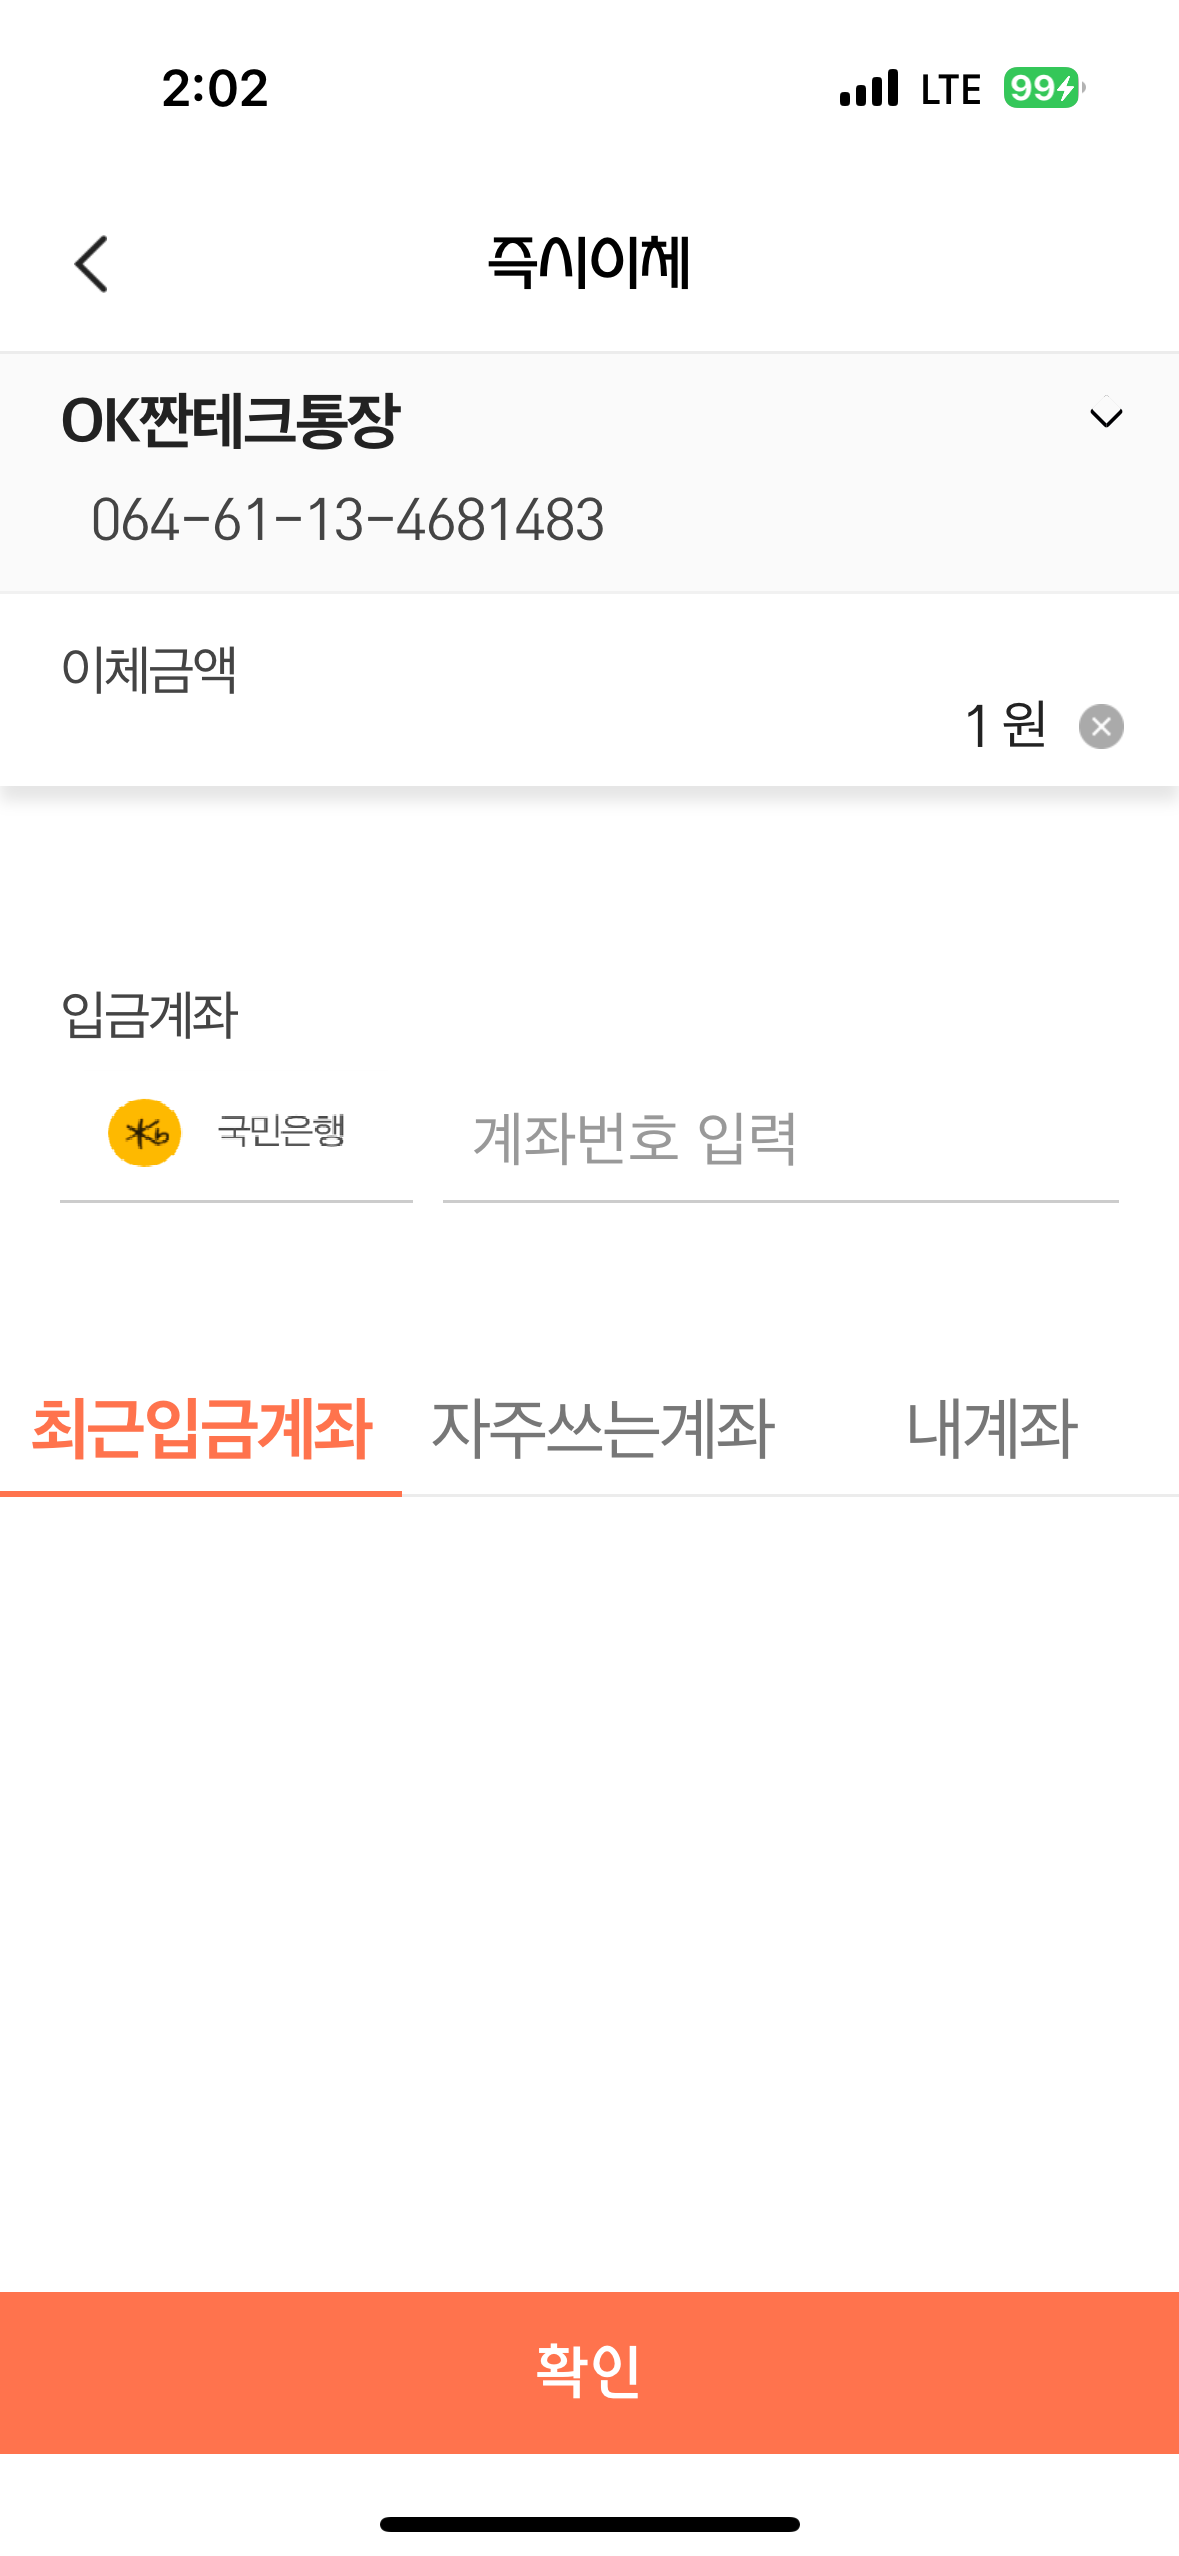 2:02 LTE 99
즉시이체
OK짠테크통장
064-61-13-4681483
이체금액
1 원
입금계좌
국민은행 계좌번호 입력
최근입금계좌 자주쓰는계좌 내계좌
확인